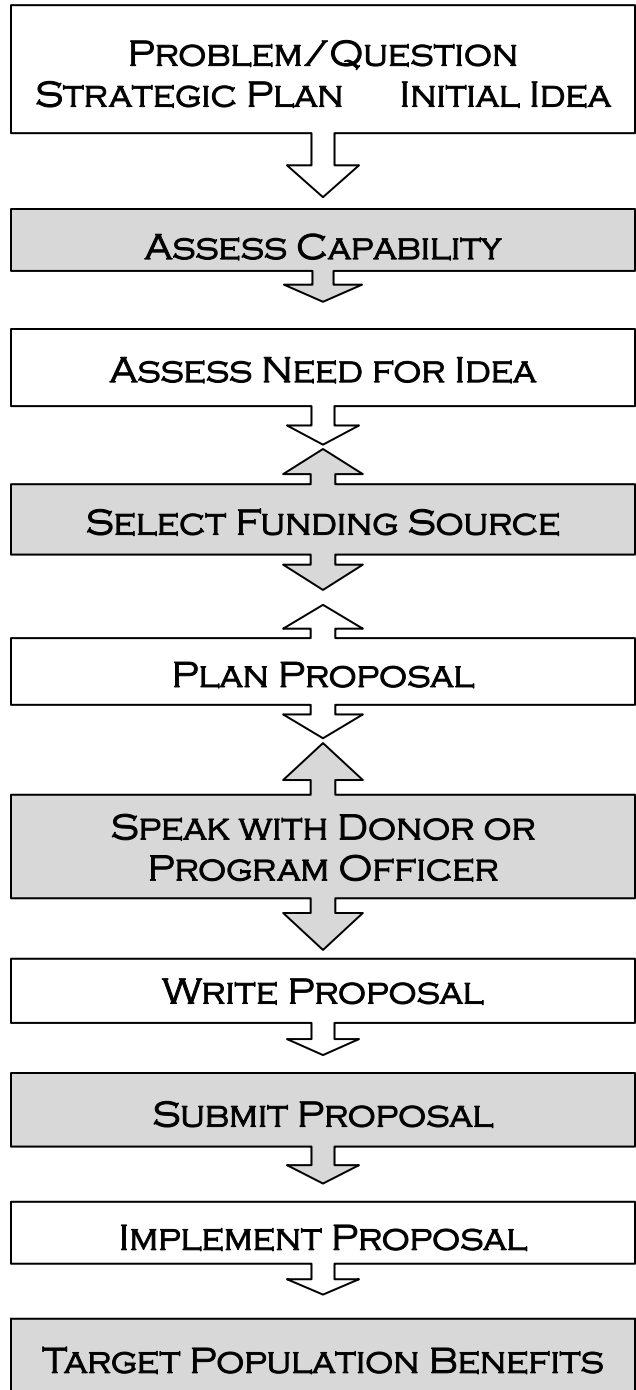 Problem/Question
Strategic Plan Initial Idea
Assess Capability
Assess Need for Idea
Select Funding Source
Plan Proposal
Speak with Donor or
Program Officer
Write Proposal
Submit Proposal
Implement Proposal
Target Population Benefits